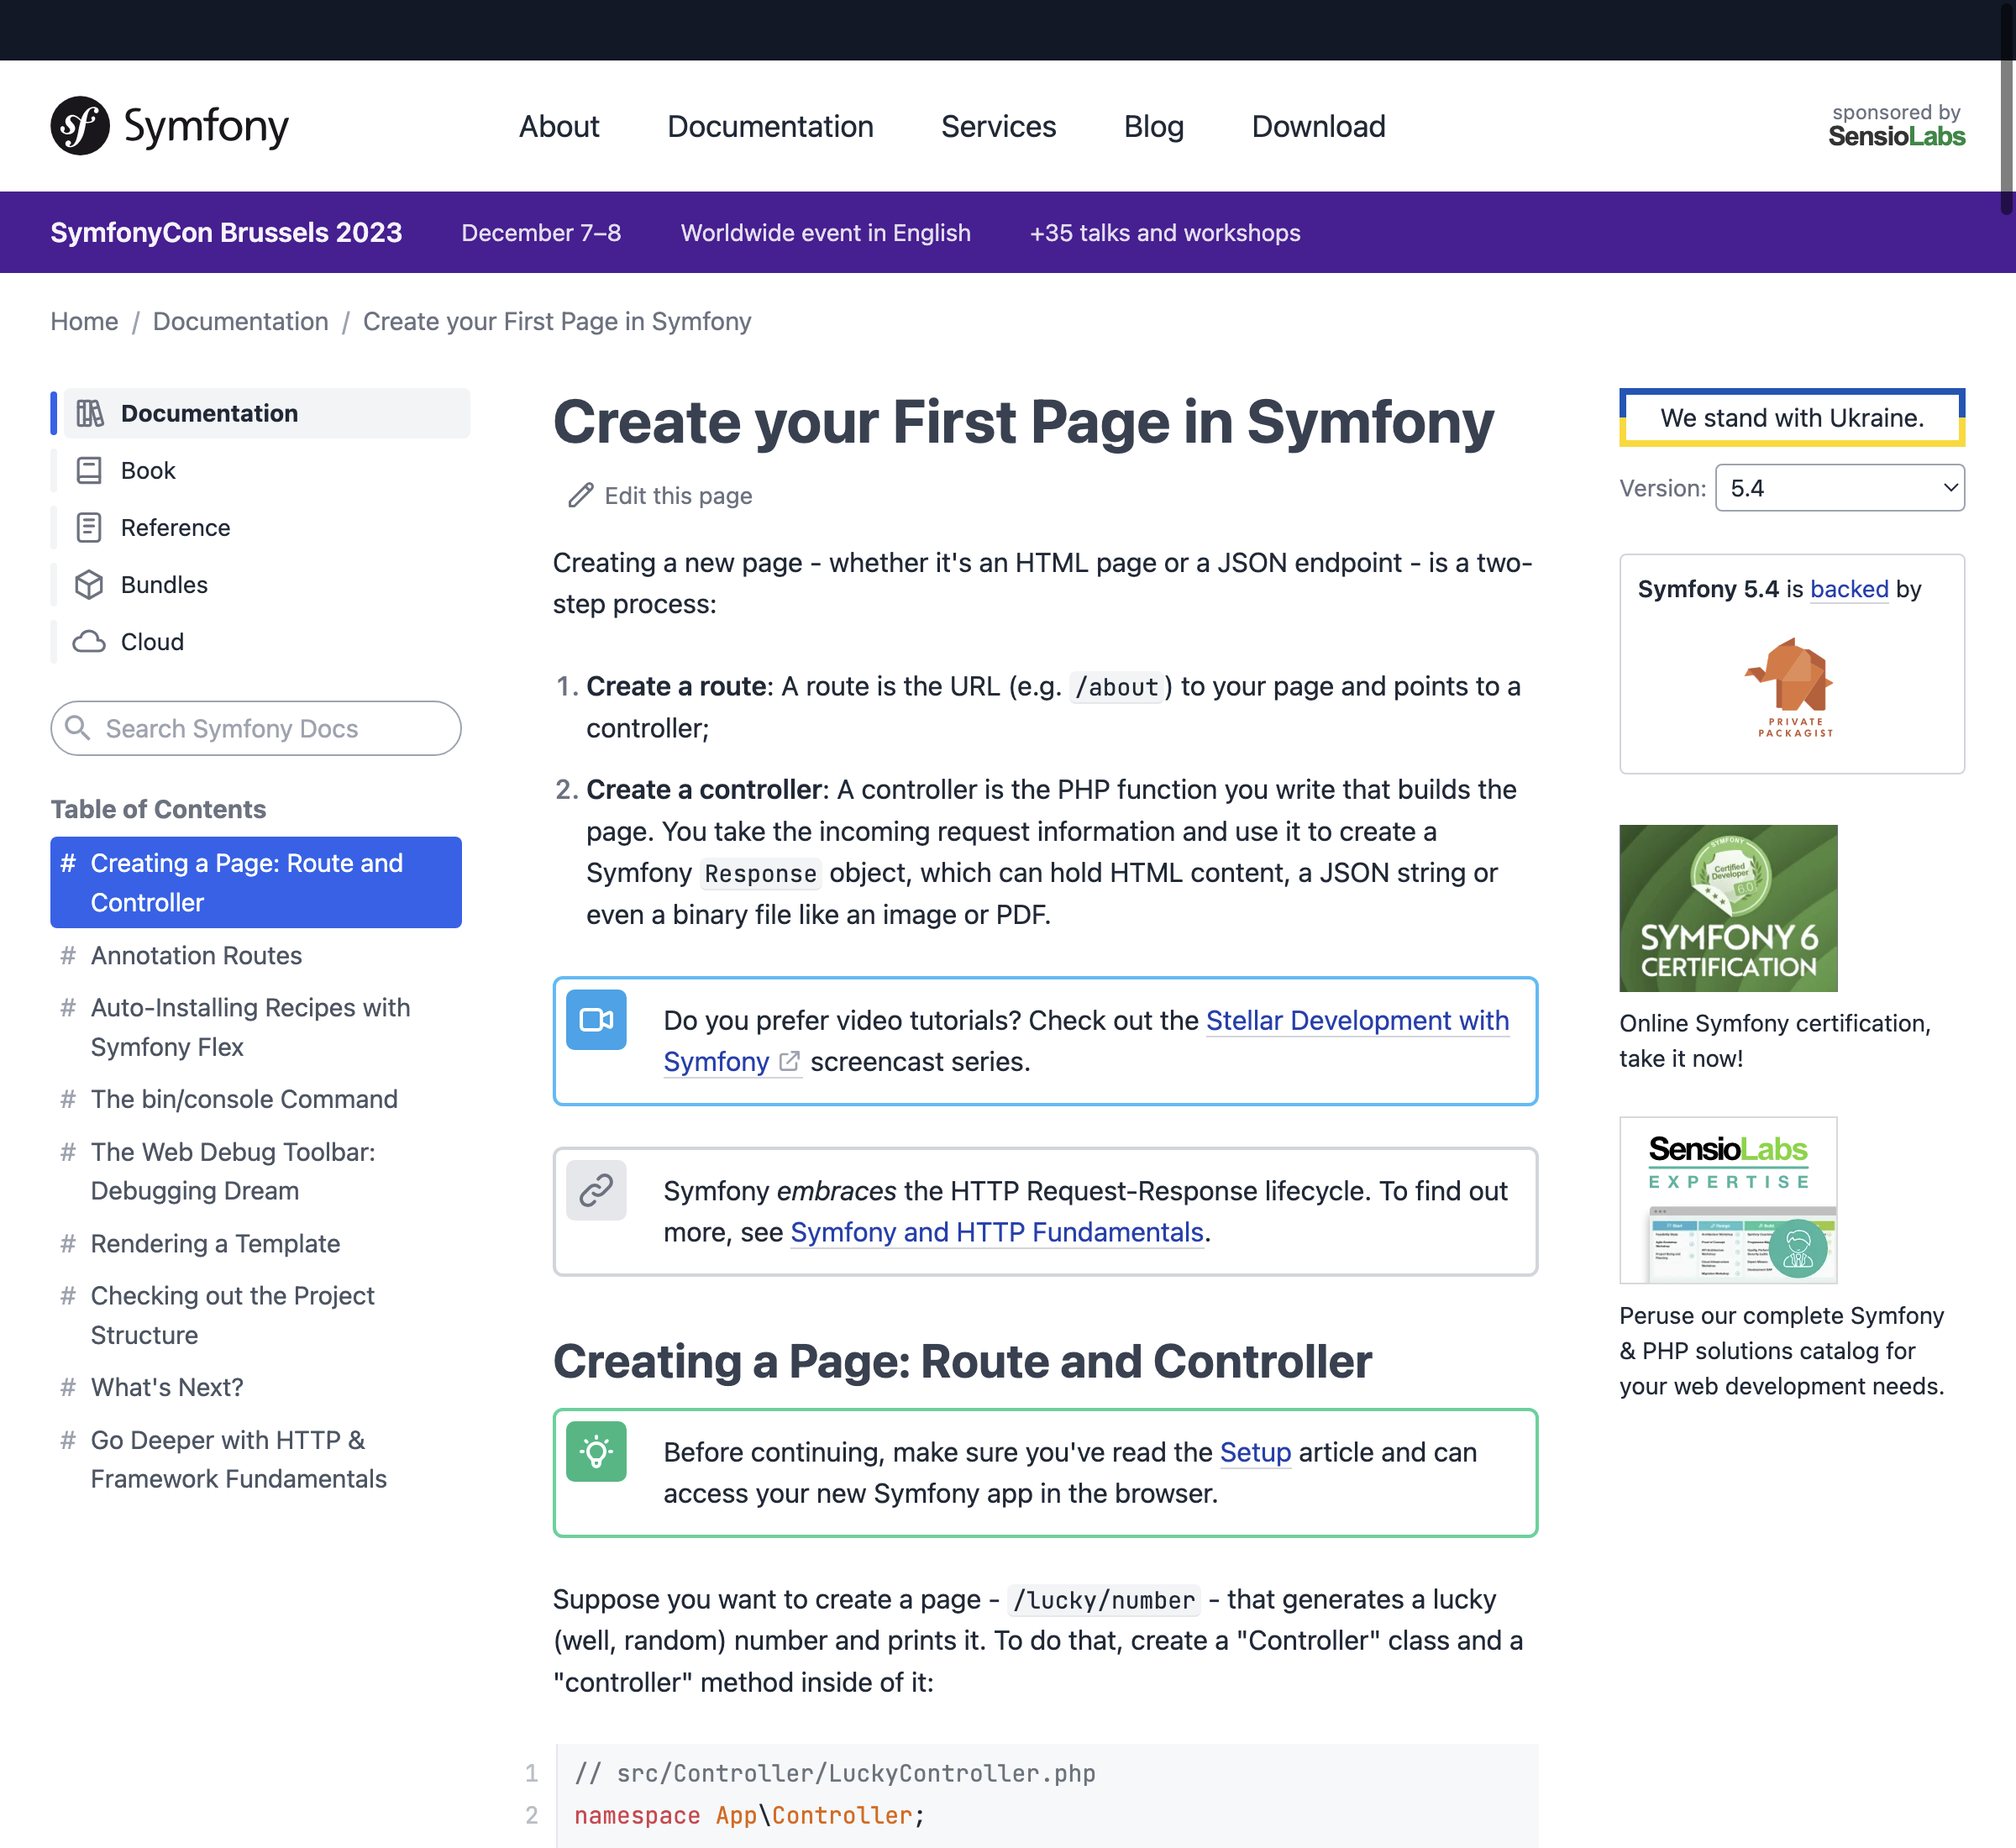 sf Symfony
About Documentation Services Blog Download
sponsored by
SensioLabs
SymfonyCon Brussels 2023 December 7–8 Worldwide event in English +35 talks and workshops
Home / Documentation / Create your First Page in Symfony
Documentation
Book
Reference
Bundles
Cloud
Search Symfony Docs
Table of Contents
# Creating a Page: Route and
Controller
# Annotation Routes
# Auto-Installing Recipes with
Symfony Flex
# The bin/console Command
# The Web Debug Toolbar:
Debugging Dream
# Rendering a Template
# Checking out the Project
Structure
# What's Next?
# Go Deeper with HTTP &
Framework Fundamentals
Create your First Page in Symfony
Edit this page
Creating a new page - whether it's an HTML page or a JSON endpoint - is a two-
step process:
1. Create a route: A route is the URL (e.g. /about) to your page and points to a
controller;
2. Create a controller: A controller is the PHP function you write that builds the
page. You take the incoming request information and use it to create a
Symfony Response object, which can hold HTML content, a JSON string or
even a binary file like an image or PDF.
Do you prefer video tutorials? Check out the Stellar Development with
Symfony screencast series.
Symfony embraces the HTTP Request-Response lifecycle. To find out
more, see Symfony and HTTP Fundamentals.
Creating a Page: Route and Controller
Before continuing, make sure you've read the Setup article and can
access your new Symfony app in the browser.
Suppose you want to create a page - /lucky/number - that generates a lucky
(well, random) number and prints it. To do that, create a "Controller" class and a
"controller" method inside of it:
1 // src/Controller/LuckyController.php
2 namespace App\Controller;
We stand with Ukraine.
Version: 5.4
Symfony 5.4 is backed by
PRIVATE
PACKAGIST
SYMFONY
Certified
Developer
6.0
SYMFONY 6
CERTIFICATION
Online Symfony certification,
take it now!
SensioLabs
EXPERTISE
Peruse our complete Symfony
& PHP solutions catalog for
your web development needs.